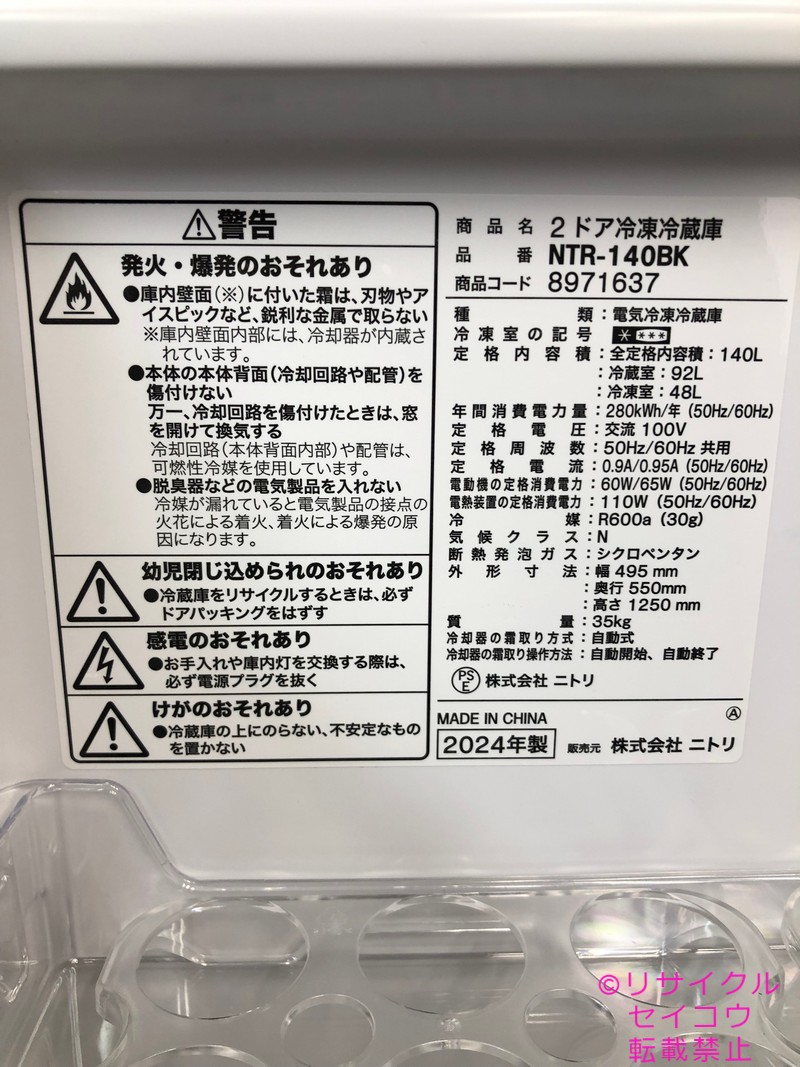 ⚠警告
発火・爆発のおそれあり
●庫内壁面(※)に付いた霜は、刃物やア
イスピックなど、鋭利な金属で取らない
※庫内壁面内部には、冷却器が内蔵さ
れています。
●本体の本体背面(冷却回路や配管)を
傷付けない
万一、冷却回路を傷付けたときは、窓
を開けて換気する
冷却回路(本体背面内部)や配管は、
可燃性冷媒を使用しています。
●脱臭器などの電気製品を入れない
冷媒が漏れていると電気製品の接点の
火花による着火、着火による爆発の原
因になります。
幼児閉じ込められのおそれあり
●冷蔵庫をリサイクルするときは、必ず
ドアパッキングをはずす
感電のおそれあり
●お手入れや庫内灯を交換する際は、
必ず電源プラグを抜く
けがのおそれあり
●冷蔵庫の上にのらない、不安定なもの
を置かない
商品名 2ドア冷凍冷蔵庫
品番 NTR-140BK
商品コード 8971637
種類:電気冷凍冷蔵庫
冷凍室の記号 * ***
定格内容積:全定格内容積:140L
:冷蔵室:92L
:冷凍室:48L
年間消費電力量:280kWh/年(50Hz/60Hz)
定格電圧:交流 100V
定格周波数:50Hz/60Hz 共用
定格電流:0.9A/0.95A(50Hz/60Hz)
電動機の定格消費電力:60W/65W(50Hz/60Hz)
電熱装置の定格消費電力:110W(50Hz/60Hz)
冷媒:R600a(30g)
気候クラス:N
断熱発泡ガス:シクロペンタン
外形寸法:幅 495 mm
:奥行 550mm
:高さ 1250 mm
質量:35kg
冷却器の霜取り方式:自動式
冷却器の霜取り操作方法:自動開始、自動終了
PSE 株式会社 ニトリ
MADE IN CHINA Ⓐ
2024年製 販売元 株式会社 ニトリ
©リサイクル
セイコウ
転載禁止